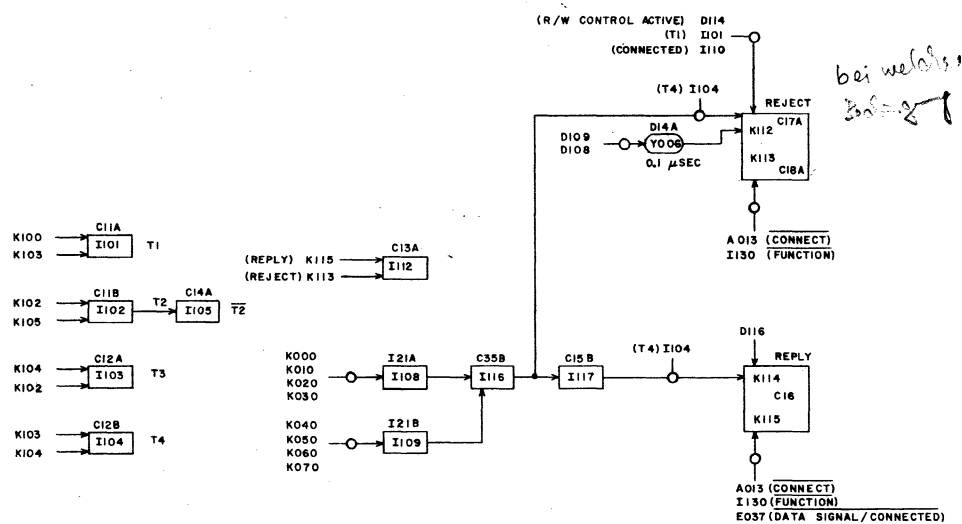 (R/W CONTROL ACTIVE) D114
(T1) I101
(CONNECTED) I110
bei
(T4) I104
REJECT
C17A
K112
K113
C18A
D14A
D109
D108
Y006
0.1 μSEC
A013 (CONNECT)
I130 (FUNCTION)
C11A
K100
K103
I101
T1
C13A
(REPLY) K115
(REJECT) K113
I112
C11B
K102
K105
I102
T2
C14A
I105
T2
C12A
K104
K102
I103
T3
C12B
K103
K104
I104
T4
K000
K010
K020
K030
I21A
I108
C35B
I116
C15B
I117
(T4) I104
K040
K050
K060
K070
I21B
I109
D116
REPLY
K114
C16
K115
A013 (CONNECT)
I130 (FUNCTION)
E037 (DATA SIGNAL/CONNECTED)